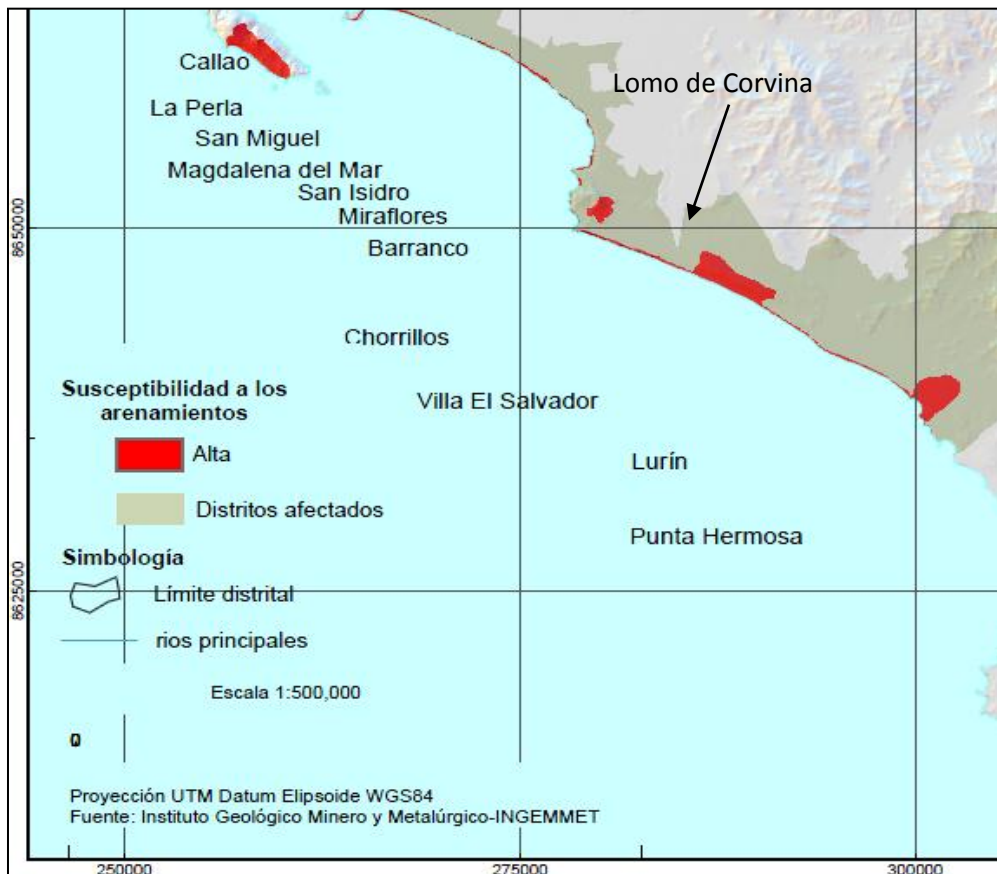 Lomo de Corvina
Callao
La Perla
San Miguel
Magdalena del Mar
San Isidro
Miraflores
Barranco
Chorrillos
Villa El Salvador
Lurín
Punta Hermosa
8650000
8625000
Susceptibilidad a los
arenamientos
Alta
Distritos afectados
Simbología
Límite distrital
rios principales
Escala 1:500,000
Proyección UTM Datum Elipsoide WGS84
Fuente: Instituto Geológico Minero y Metalúrgico-INGEMMET
250000
275000
300000